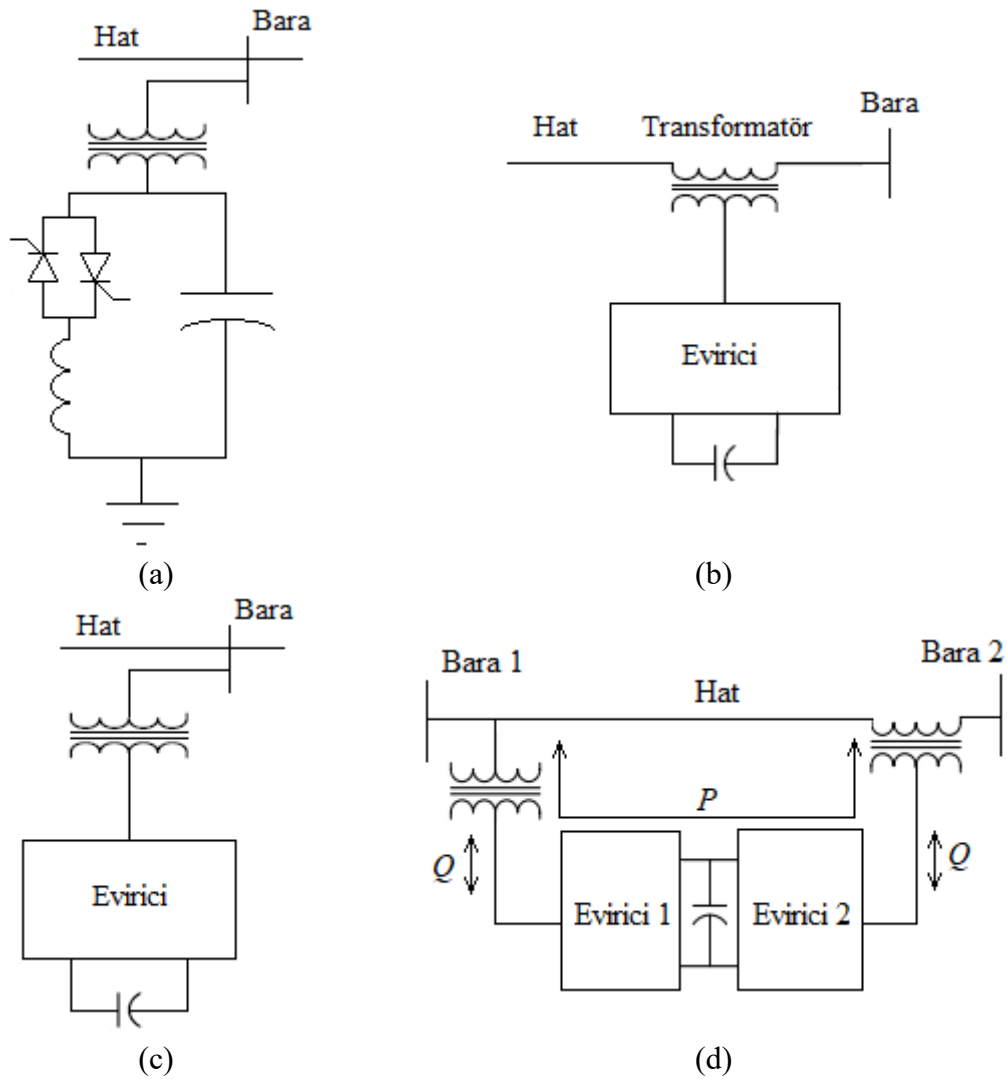 Hat
Bara
(a)
Hat
Transformatör
Bara
Evirici
(b)
Hat
Bara
Evirici
(c)
Bara 1
Hat
Bara 2
P
Q
Q
Evirici 1
Evirici 2
(d)